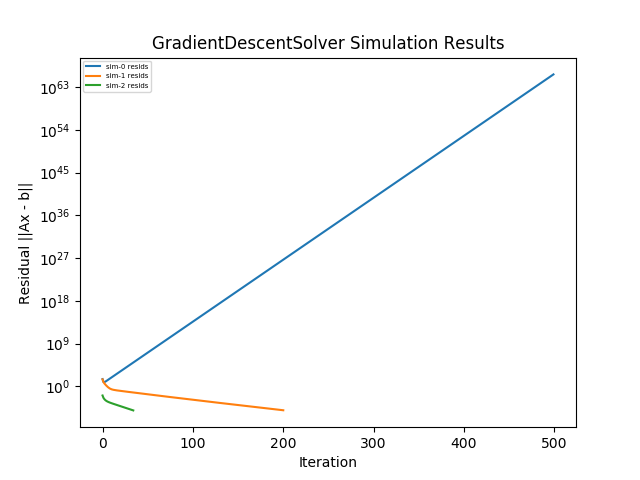 GradientDescentSolver Simulation Results
sim-0 resids
sim-1 resids
sim-2 resids
10^63
10^54
10^45
10^36
10^27
10^18
10^9
10^0
Residual ||Ax - b||
0 100 200 300 400 500
Iteration